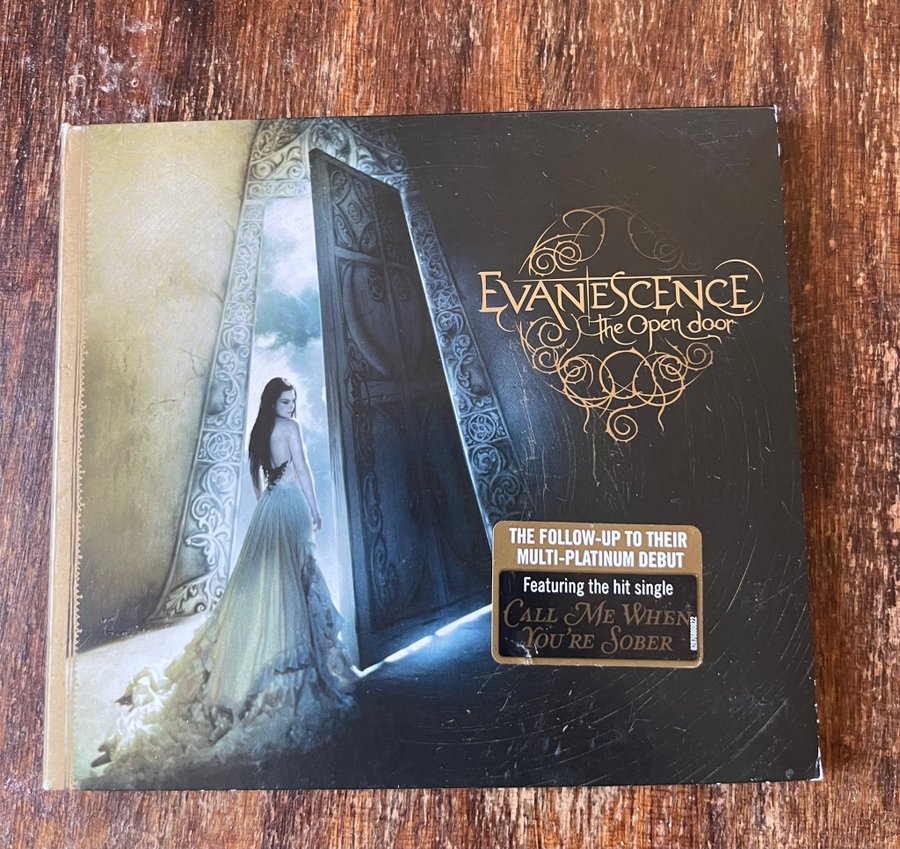 EVANESCENCE
the Open door
THE FOLLOW-UP TO THEIR
MULTI-PLATINUM DEBUT
Featuring the hit single
CALL ME WHEN
YOU'RE SOBER